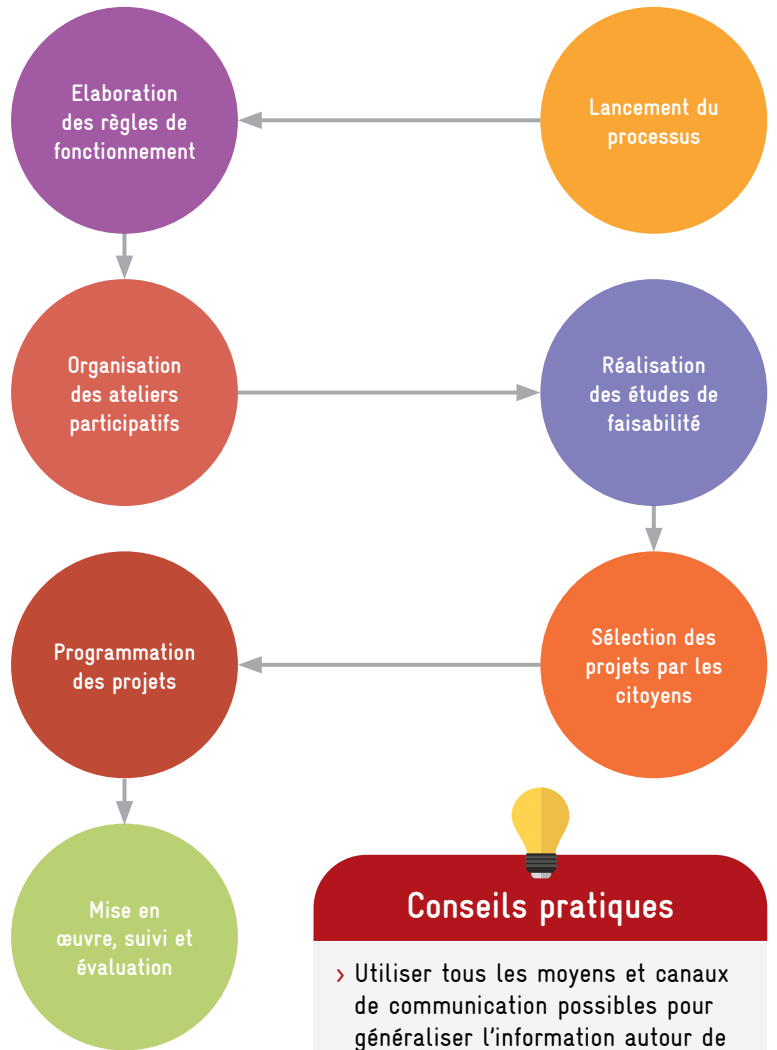 Elaboration
des règles de
fonctionnement
Lancement du
processus
Organisation
des ateliers
participatifs
Réalisation
des études de
faisabilité
Programmation
des projets
Sélection des
projets par les
citoyens
Mise en
œuvre, suivi et
évaluation
Conseils pratiques
› Utiliser tous les moyens et canaux
de communication possibles pour
généraliser l'information autour de